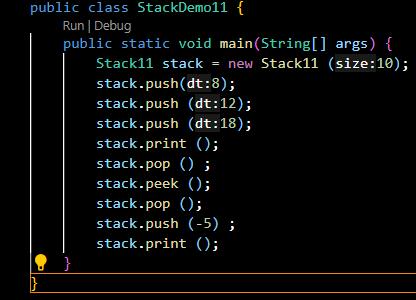 public class StackDemo11 {
Run | Debug
public static void main(String[] args) {
Stack11 stack = new Stack11 (size:10);
stack.push(dt:8);
stack.push (dt:12);
stack.push (dt:18);
stack.print ();
stack.pop () ;
stack.peek ();
stack.pop ();
stack.push (-5) ;
stack.print ();
}
}